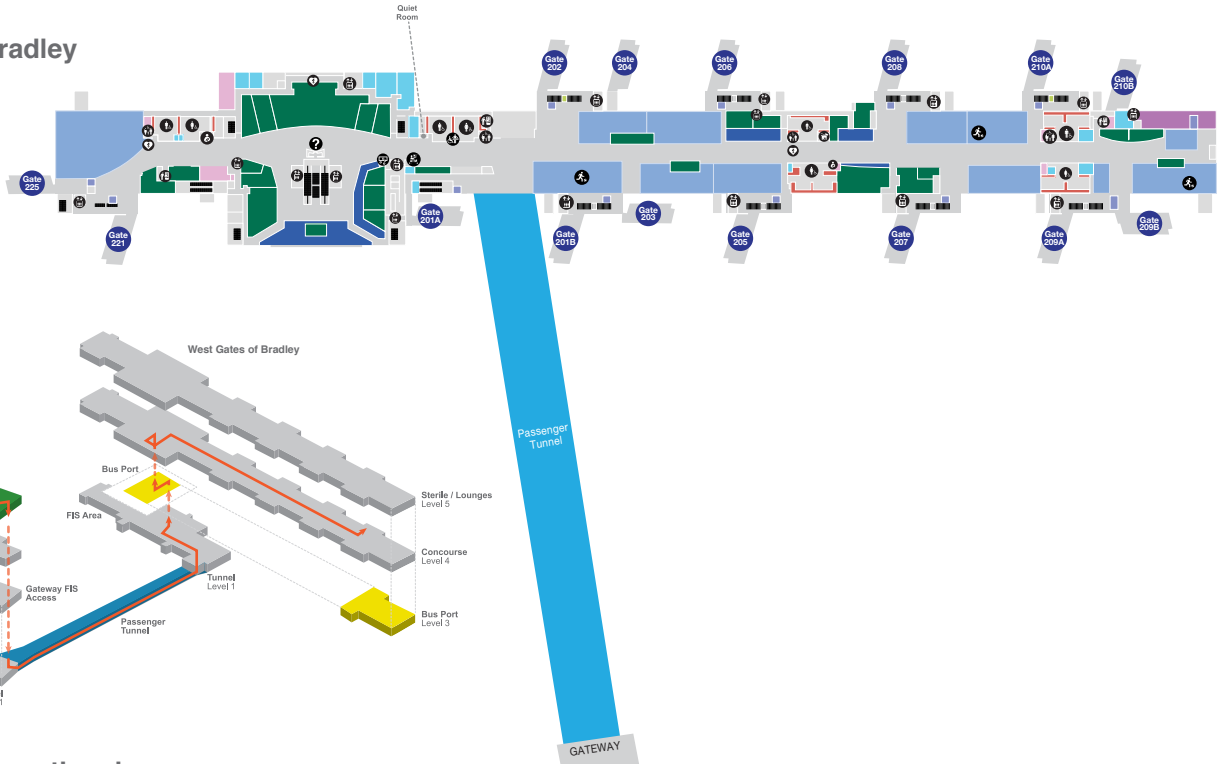 Quiet
Room
radley
Gate
202
Gate
204
Gate
206
Gate
208
Gate
210A
Gate
210B
?
Gate
225
Gate
221
Gate
201A
Gate
201B
Gate
203
Gate
205
Gate
207
Gate
209A
Gate
209B
West Gates of Bradley
Passenger
Tunnel
Bus Port
FIS Area
Sterile / Lounges
Level 5
Concourse
Level 4
Tunnel
Level 1
Gateway FIS
Access
Bus Port
Level 3
Passenger
Tunnel
GATEWAY